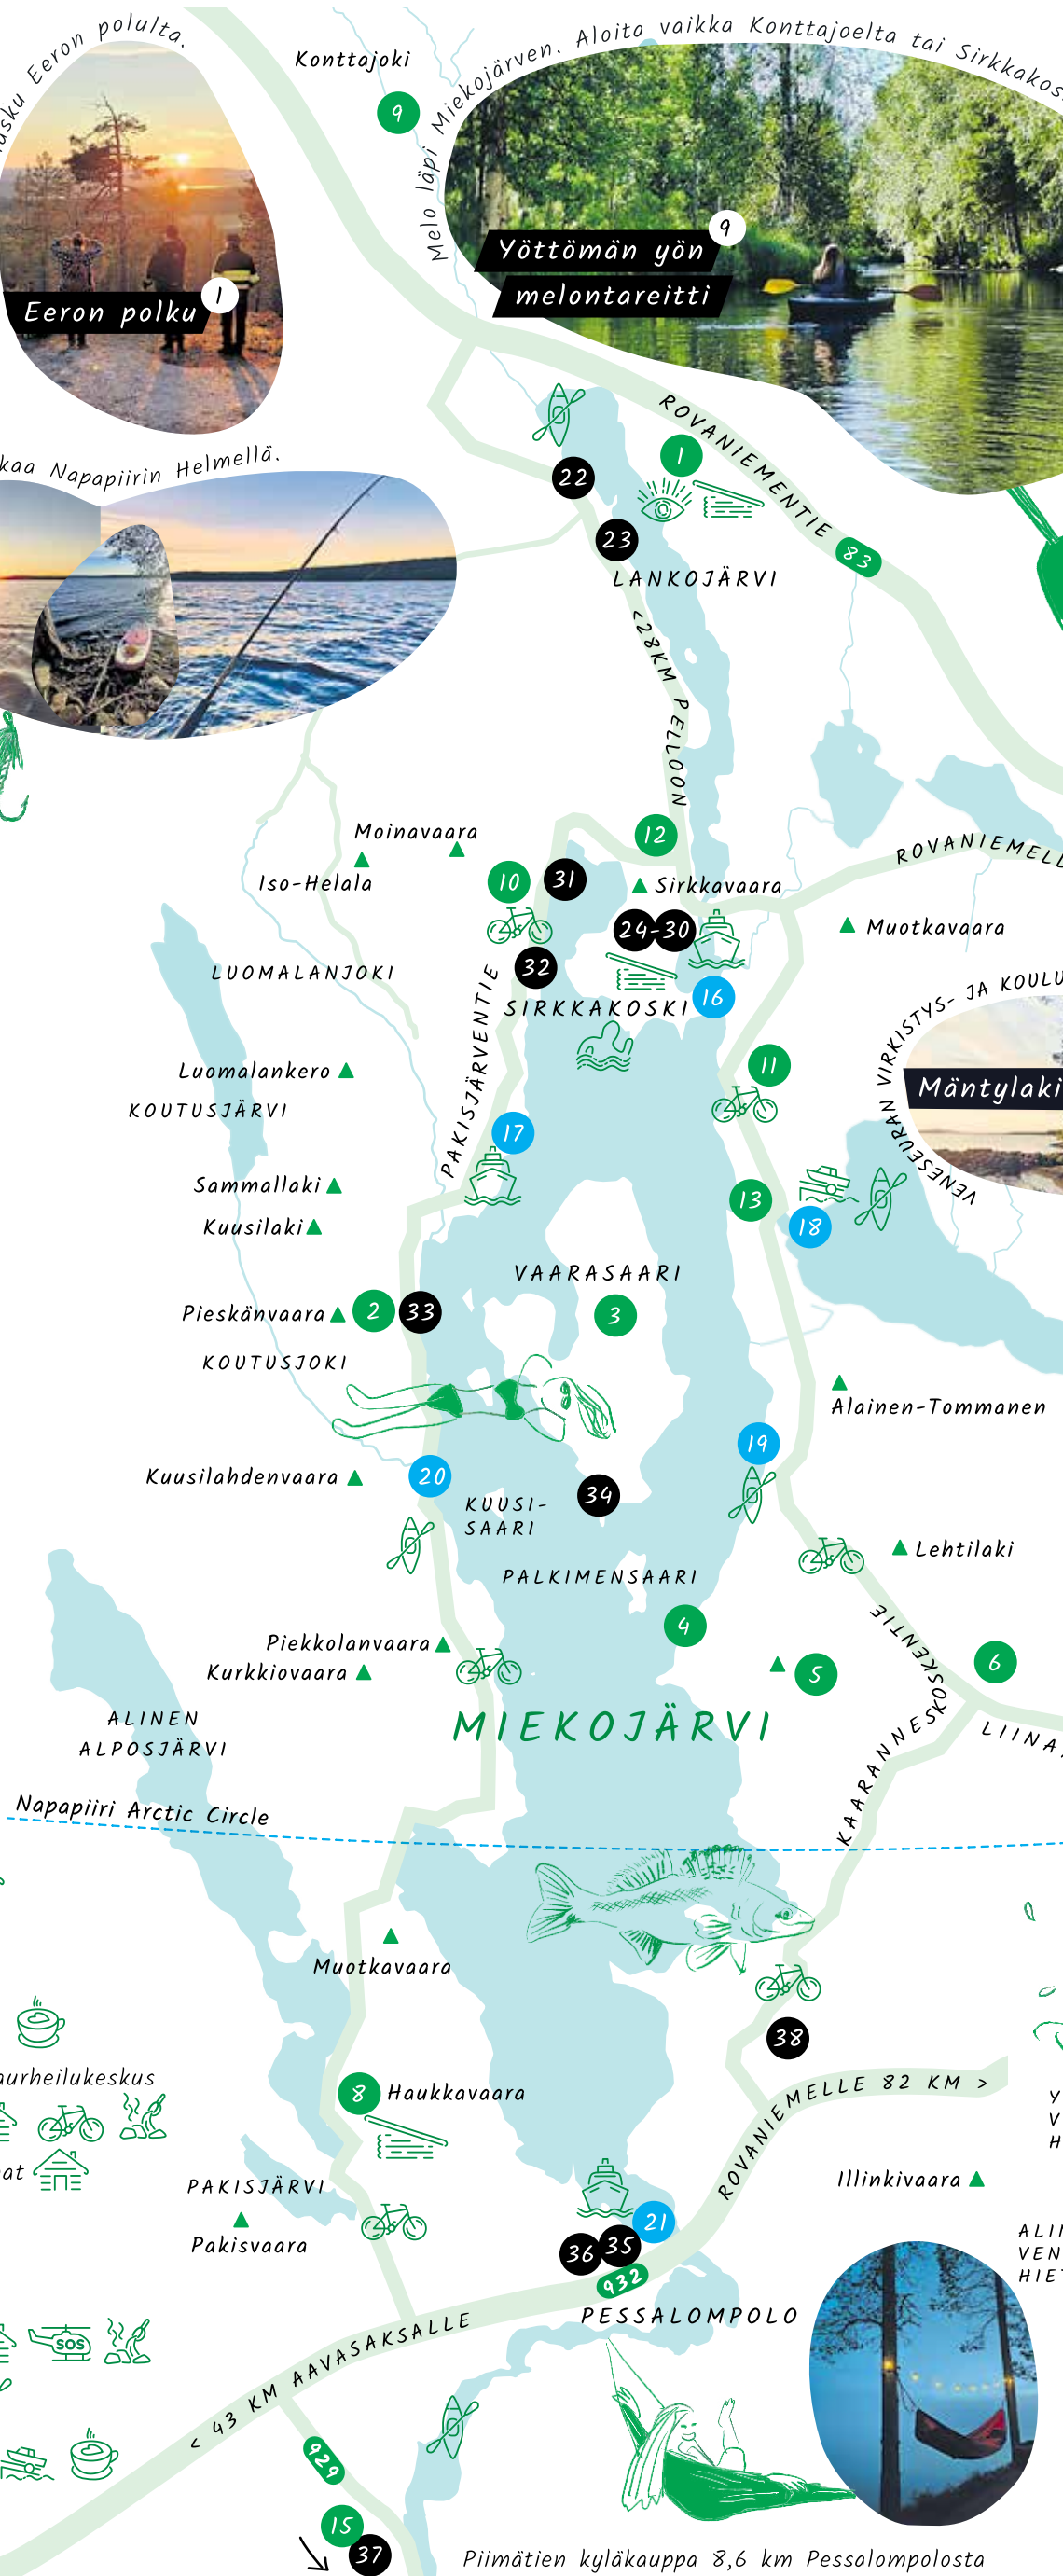 Eeron polulta.
Konttajoki
9
Melo läpi Miekojärven. Aloita vaikka Konttajoelta tai
Yöttömän yön
9
melontareitti
Eeron polku
1
Napapiirin Helmellä.
ROVANIEMENTIE
1
22
23
83
LANKOJÄRVI
<28KM PELLOON
12
Moinavaara
Iso-Helala
10
31
Sirkkavaara
ROVANIEMELLE
24-30
Muotkavaara
32
LUOMALANJOKI
16
SIRKKAKOSKI
PAKISJÄRVENTIE
VENESEURAN VIRKISTYS- JA
Mäntylaki
11
Luomalankero
KOUTUSJÄRVI
17
Sammallaki
13
Kuusilaki
18
VAARASAARI
Pieskänvaara
2
33
3
KOUTUSJOKI
Alainen-Tommanen
19
Kuusilahdenvaara
20
34
KUUSI-
SAARI
Lehtilaki
PALKIMENSAARI
4
Piekkolanvaara
Kurkkiovaara
5
6
KAARANNESKOSKENTIE
MIEKOJÄRVI
ALINEN
ALPOSJÄRVI
Napapiiri Arctic Circle
Muotkavaara
38
8
Haukkavaara
ROVANIEMELLE 82 KM >
PAKISJÄRVI
Illinkivaara
Pakisvaara
21
36
35
932
PESSALOMPOLO
< 43 KM AAVASAKSALLE
SOS
929
15
37
Piimätien kyläkauppa 8,6 km Pessalompolosta